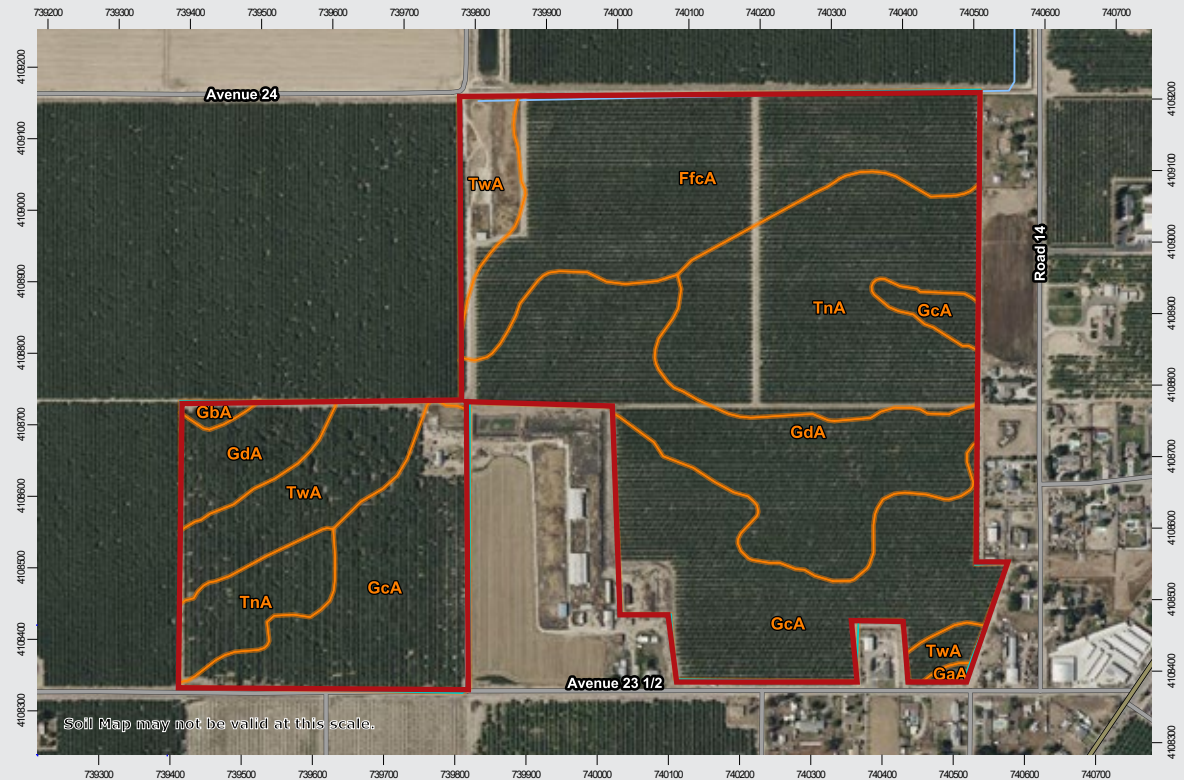 739200 739300 739400 739500 739600 739700 739800 739900 740000 740100 740200 740300 740400 740500 740600 740700
4109200
4109100
4109000
4108900
4108800
4108700
4108600
4108500
4108400
4108300
Avenue 24
TwA
FfcA
TnA
GcA
Road 14
GbA
GdA
GdA
TwA
TnA
GcA
GcA
TwA
GaA
Avenue 23 1/2
Soil Map may not be valid at this scale.
4109200
4109100
4109000
4108900
4108800
4108700
4108600
4108500
4108400
4108300
739300 739400 739500 739600 739700 739800 739900 740000 740100 740200 740300 740400 740500 740600 740700